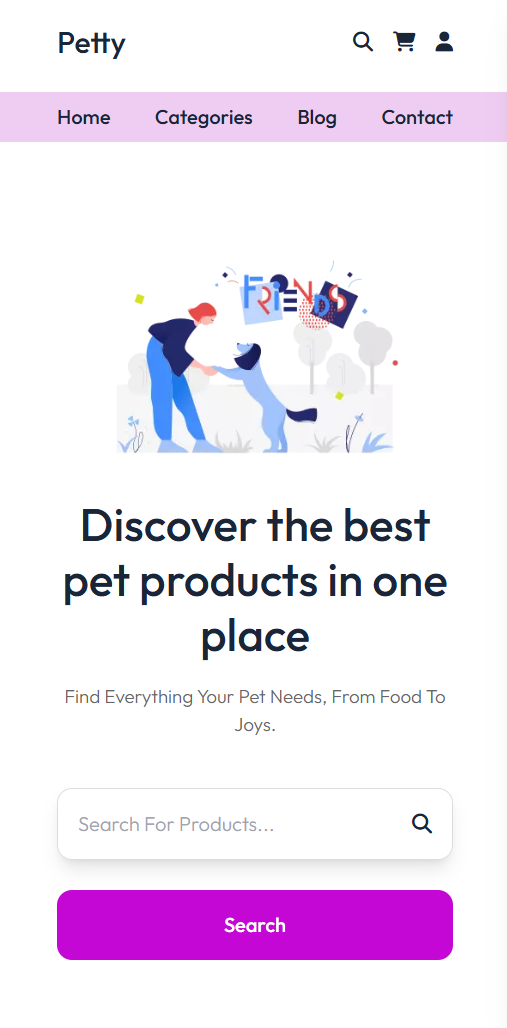 Petty
Home Categories Blog Contact
FRiENDS
Discover the best
pet products in one
place
Find Everything Your Pet Needs, From Food To
Joys.
Search For Products...
Search